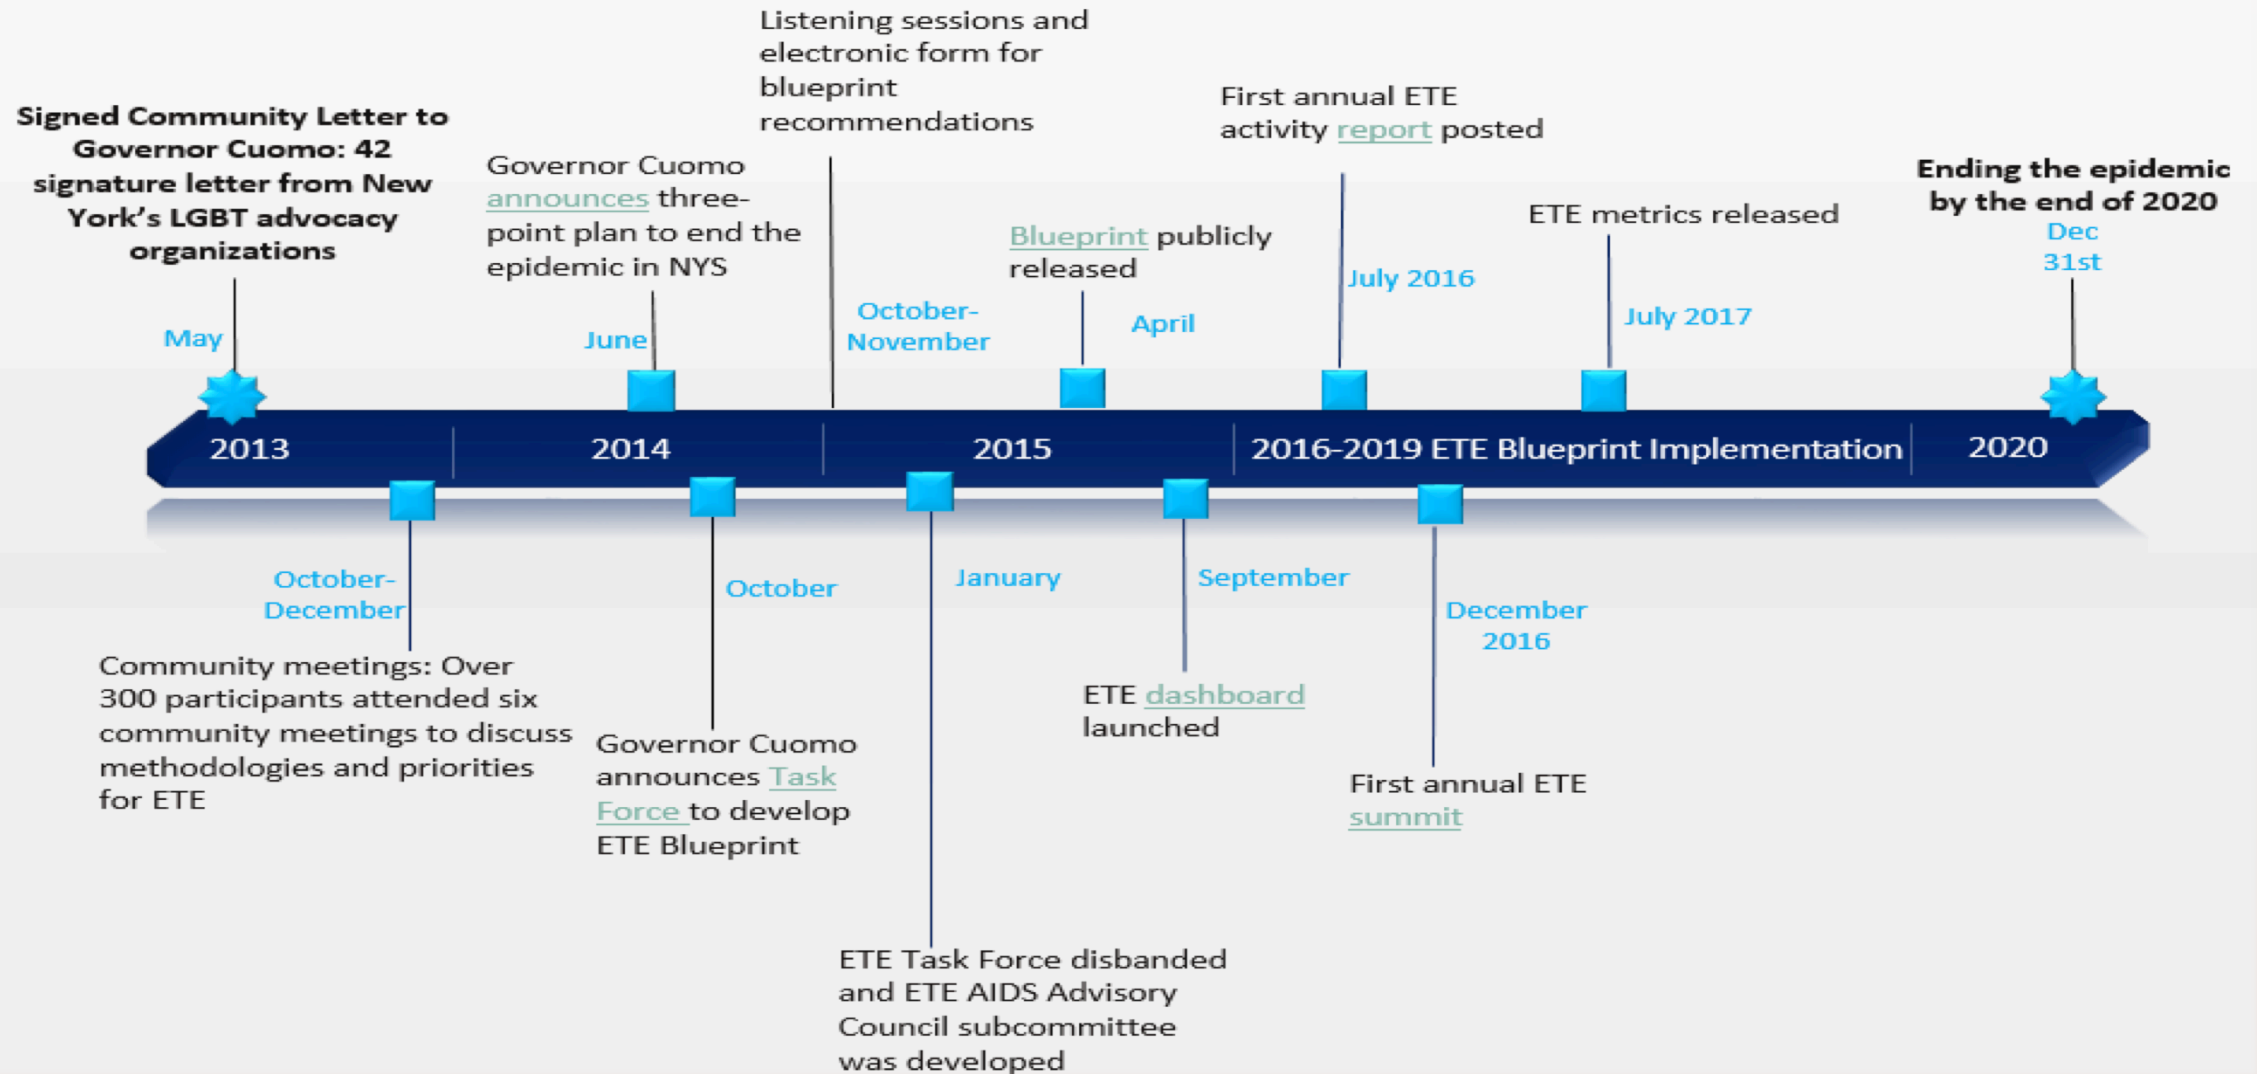 Listening sessions and
electronic form for
blueprint
recommendations
Signed Community Letter to
Governor Cuomo: 42
signature letter from New
York's LGBT advocacy
organizations
Governor Cuomo
announces three-
point plan to end the
epidemic in NYS
First annual ETE
activity report posted
Blueprint publicly
released
ETE metrics released
Ending the epidemic
by the end of 2020
Dec
31st
May
June
October-
November
April
July 2016
July 2017
2013
2014
2015
2016-2019 ETE Blueprint Implementation
2020
October-
December
October
January
September
December
2016
Community meetings: Over
300 participants attended six
community meetings to discuss
methodologies and priorities
for ETE
Governor Cuomo
announces Task
Force to develop
ETE Blueprint
ETE dashboard
launched
First annual ETE
summit
ETE Task Force disbanded
and ETE AIDS Advisory
Council subcommittee
was developed